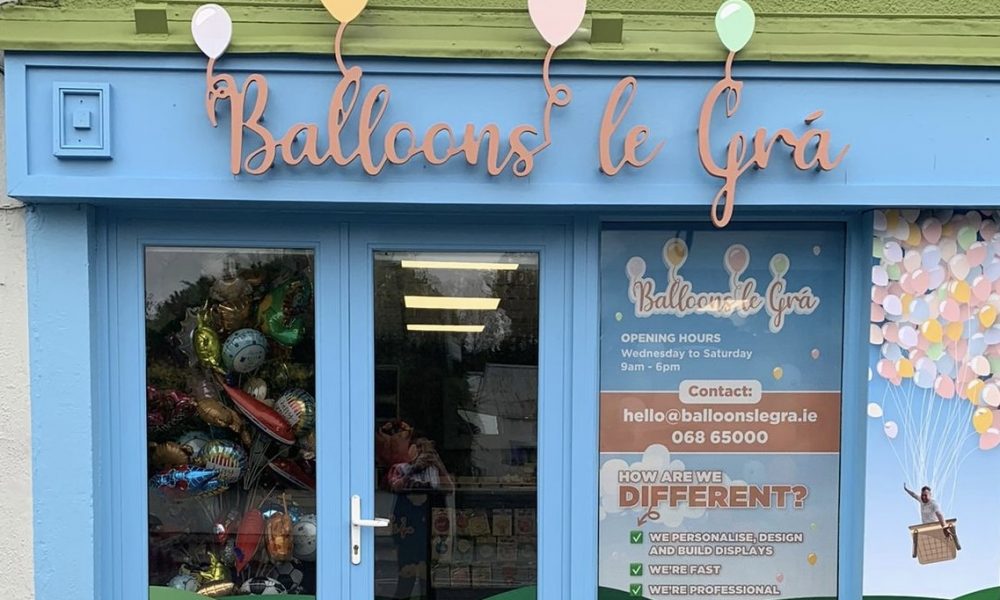 Balloons le Grá
Balloons le Grá
OPENING HOURS
Wednesday to Saturday
9am - 6pm
Contact:
hello@balloonslegra.ie
068 65000
HOW ARE WE
DIFFERENT?
WE PERSONALISE, DESIGN
AND BUILD DISPLAYS
WE'RE FAST
WE'RE PROFESSIONAL